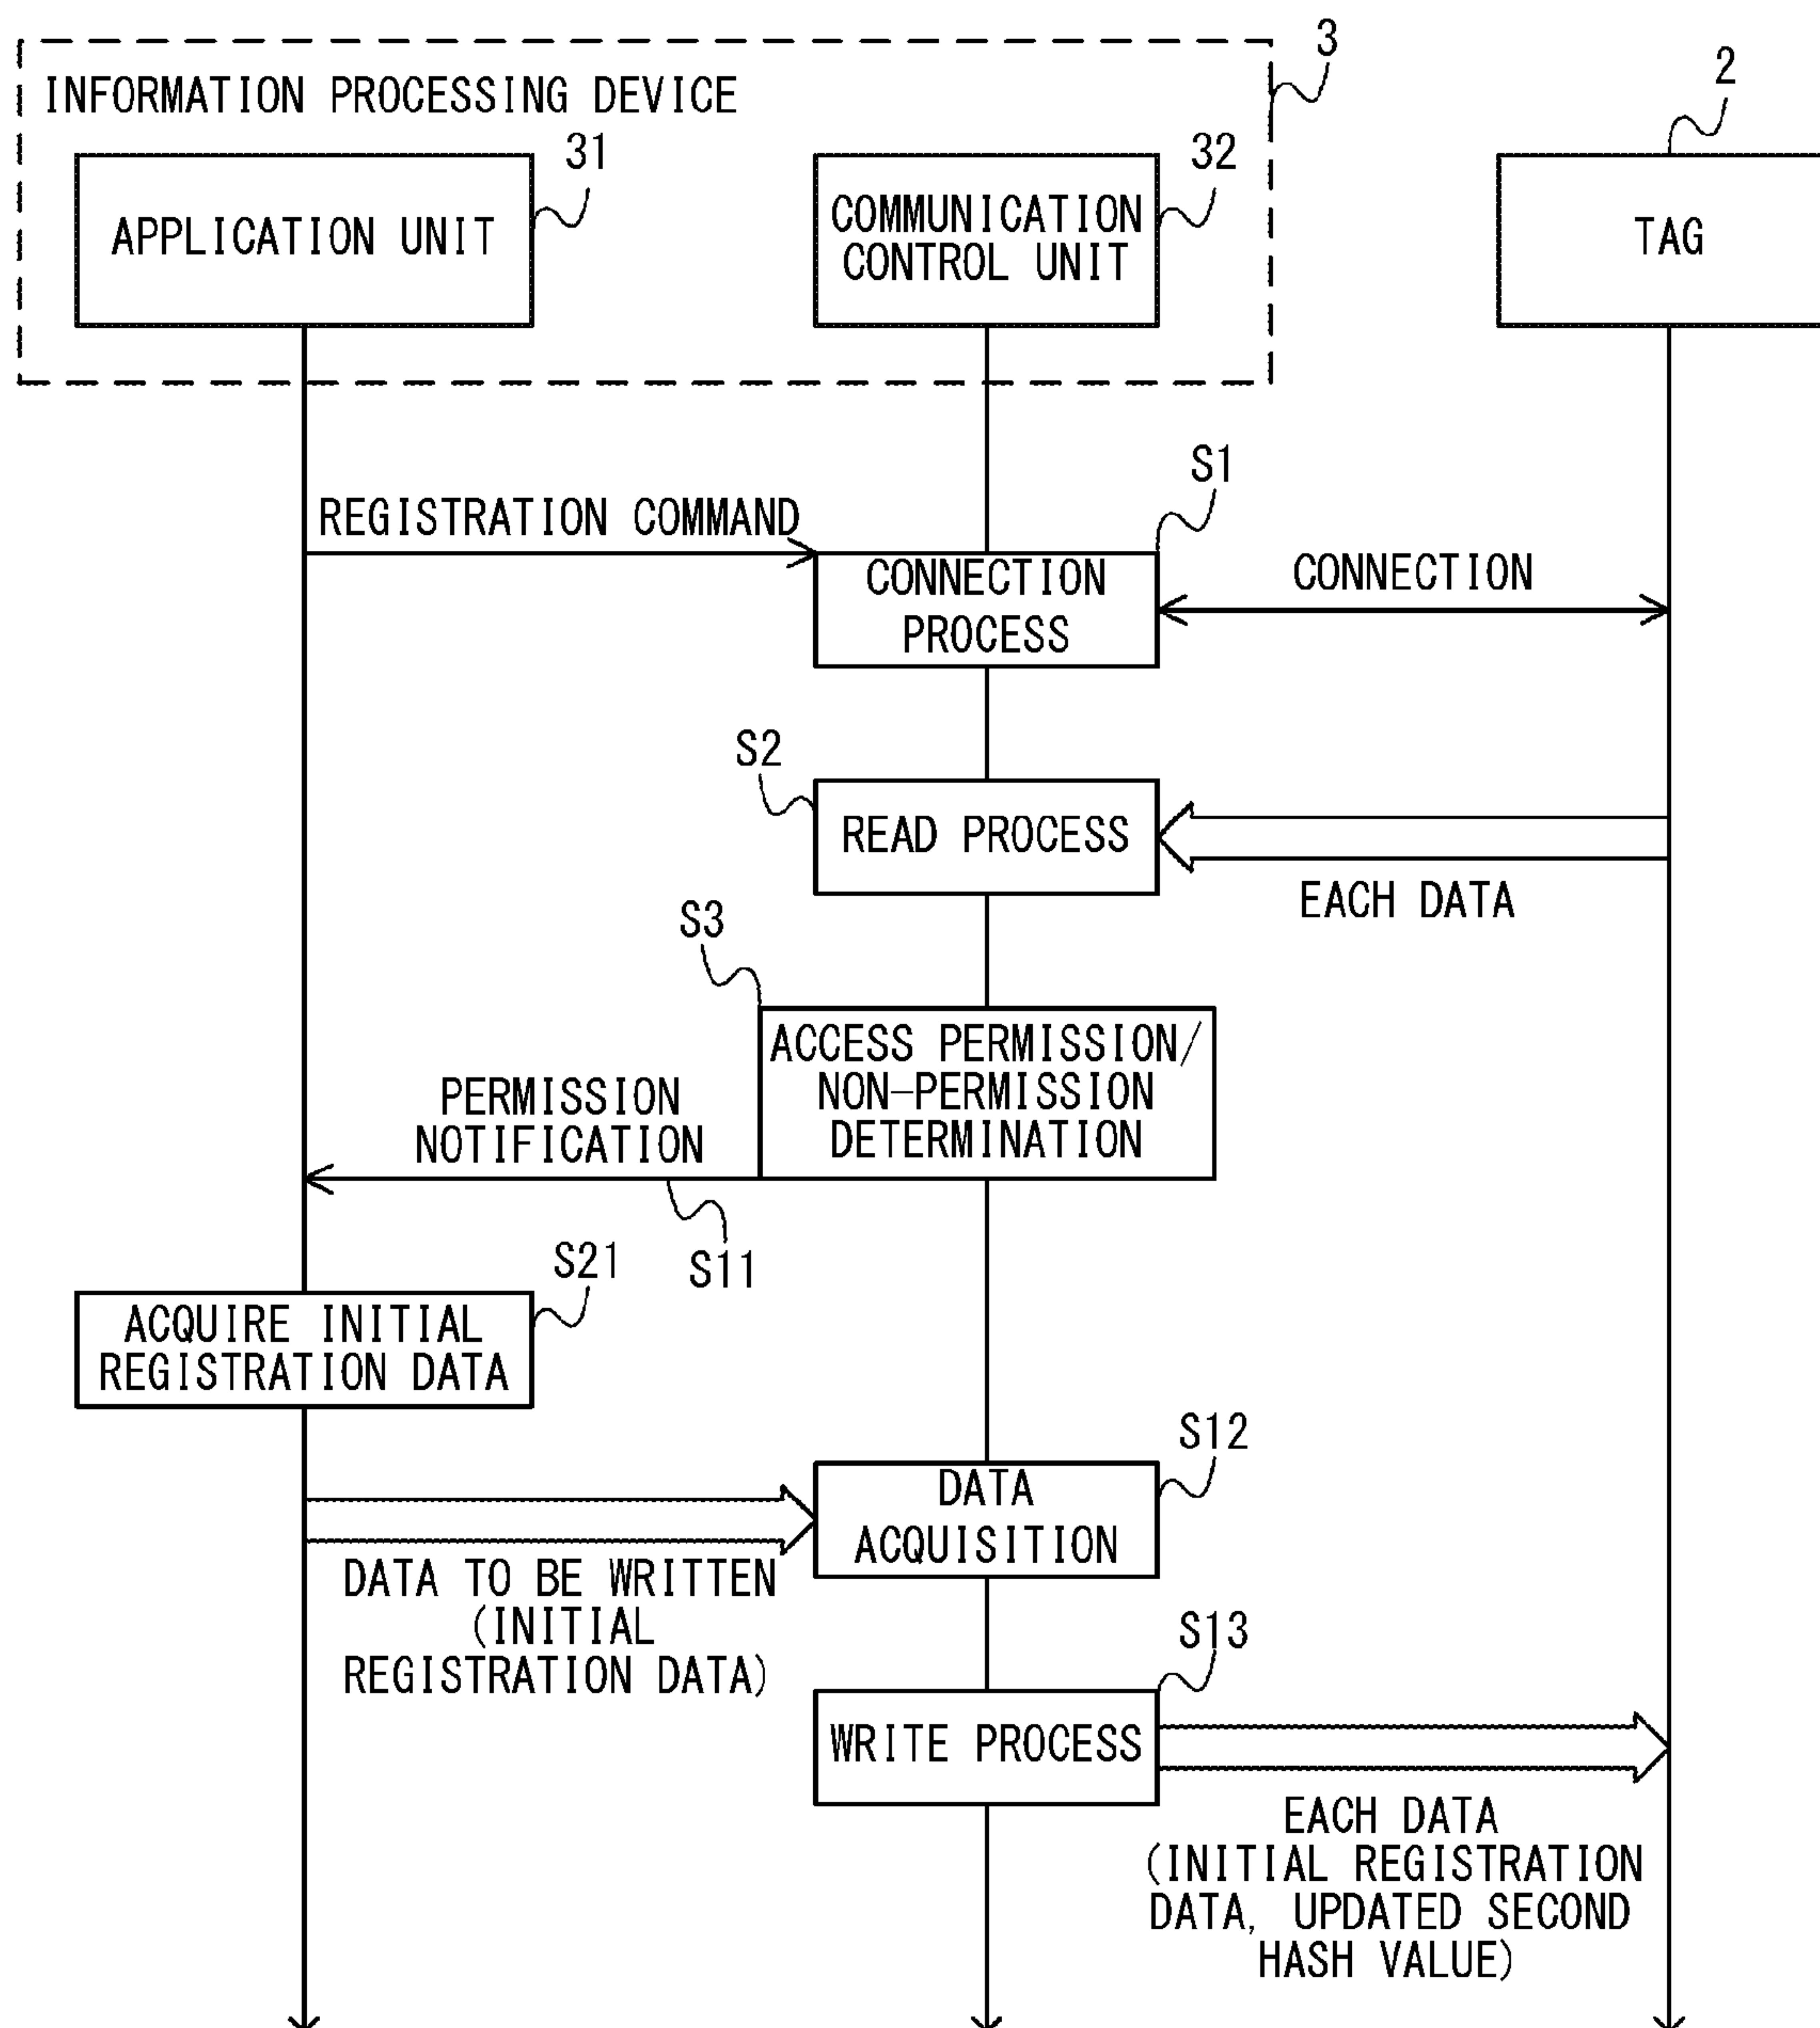 3
INFORMATION PROCESSING DEVICE
2
31
32
APPLICATION UNIT
COMMUNICATION
CONTROL UNIT
TAG
S1
REGISTRATION COMMAND
CONNECTION
PROCESS
CONNECTION
S2
READ PROCESS
EACH DATA
S3
ACCESS PERMISSION/
NON-PERMISSION
DETERMINATION
PERMISSION
NOTIFICATION
S11
S21
ACQUIRE INITIAL
REGISTRATION DATA
S12
DATA
ACQUISITION
DATA TO BE WRITTEN
(INITIAL
REGISTRATION DATA)
S13
WRITE PROCESS
EACH DATA
(INITIAL REGISTRATION
DATA, UPDATED SECOND
HASH VALUE)